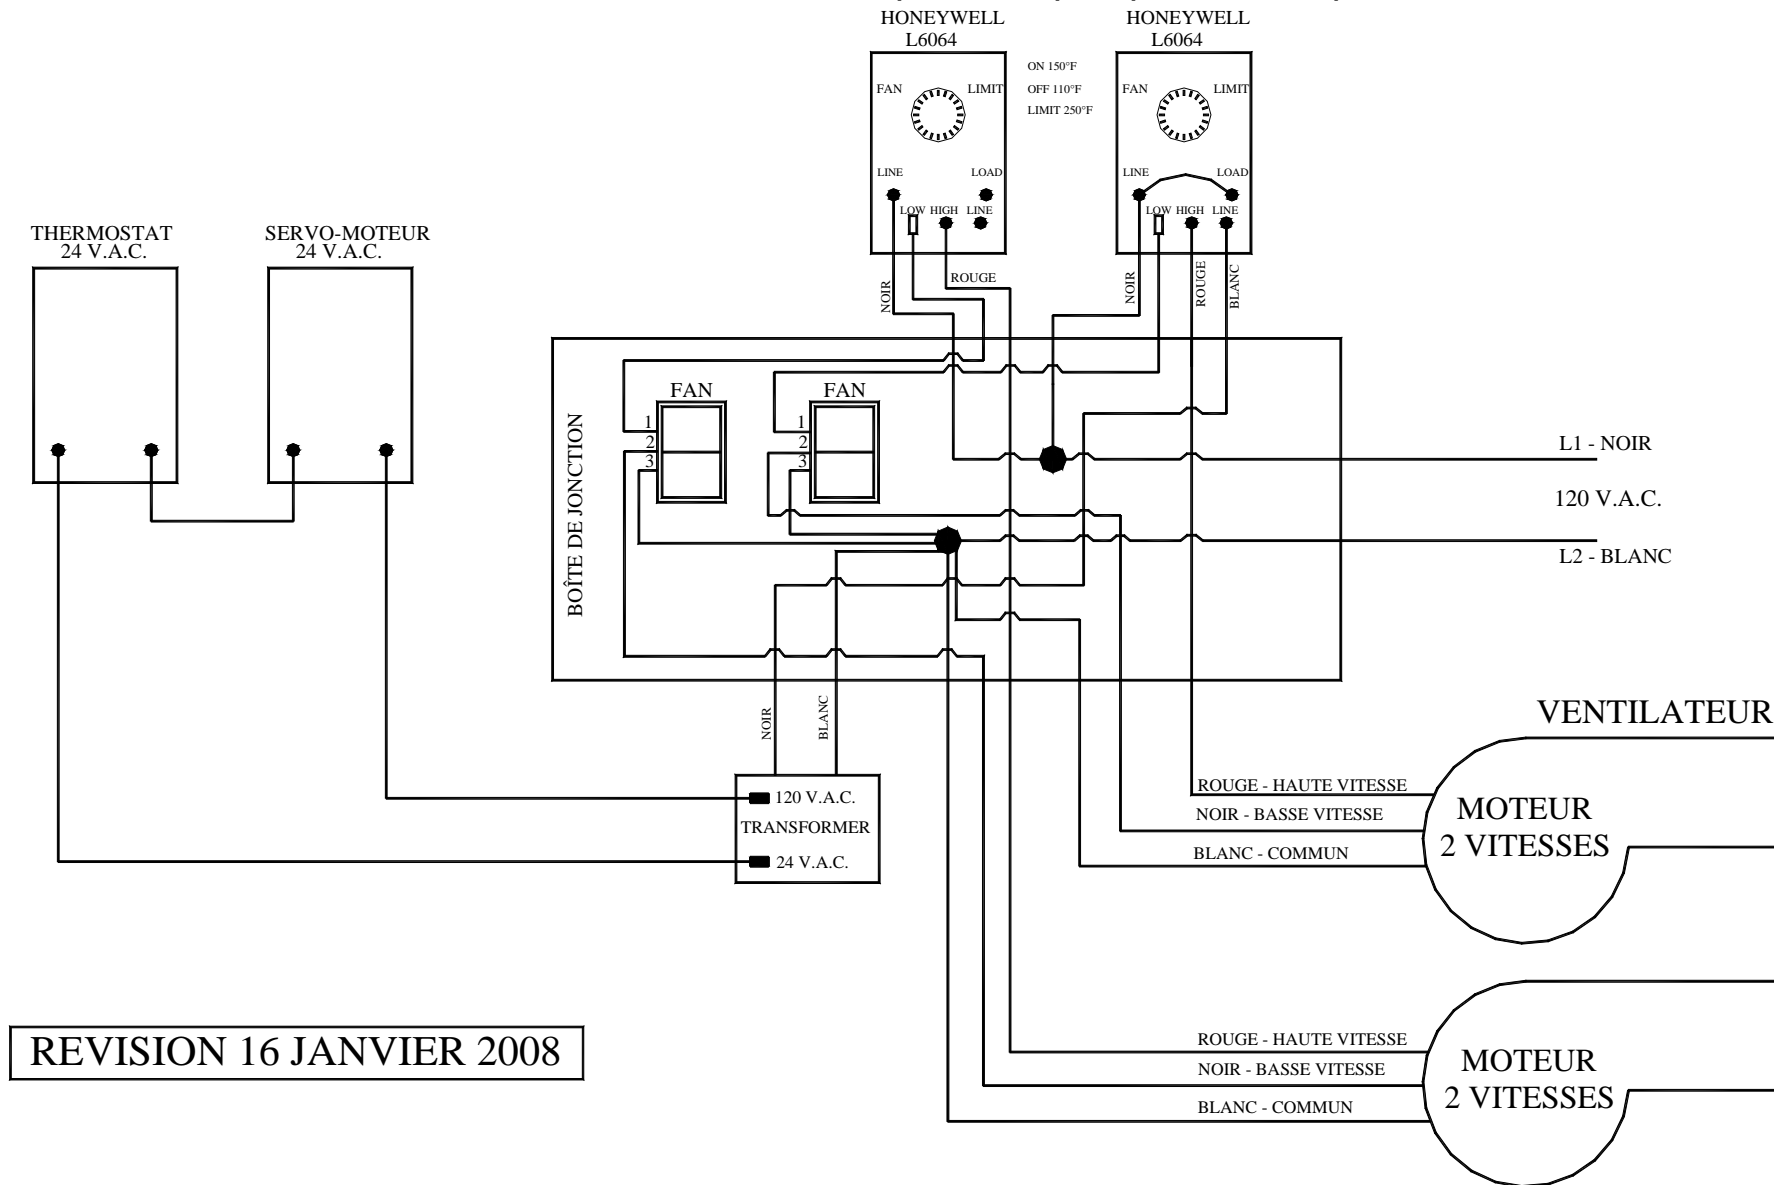 HONEYWELL
L6064
HONEYWELL
L6064
ON 150°F
OFF 110°F
LIMIT 250°F
FAN
LIMIT
LINE
LOAD
LOW
HIGH
LINE
FAN
LIMIT
LINE
LOAD
LOW
HIGH
LINE
THERMOSTAT
24 V.A.C.
SERVO-MOTEUR
24 V.A.C.
NOIR
ROUGE
NOIR
ROUGE
BLANC
BOÎTE DE JONCTION
FAN
1
2
3
FAN
1
2
3
L1 - NOIR
120 V.A.C.
L2 - BLANC
NOIR
BLANC
120 V.A.C.
TRANSFORMER
24 V.A.C.
VENTILATEUR
ROUGE - HAUTE VITESSE
NOIR - BASSE VITESSE
BLANC - COMMUN
MOTEUR
2 VITESSES
ROUGE - HAUTE VITESSE
NOIR - BASSE VITESSE
BLANC - COMMUN
MOTEUR
2 VITESSES
REVISION 16 JANVIER 2008